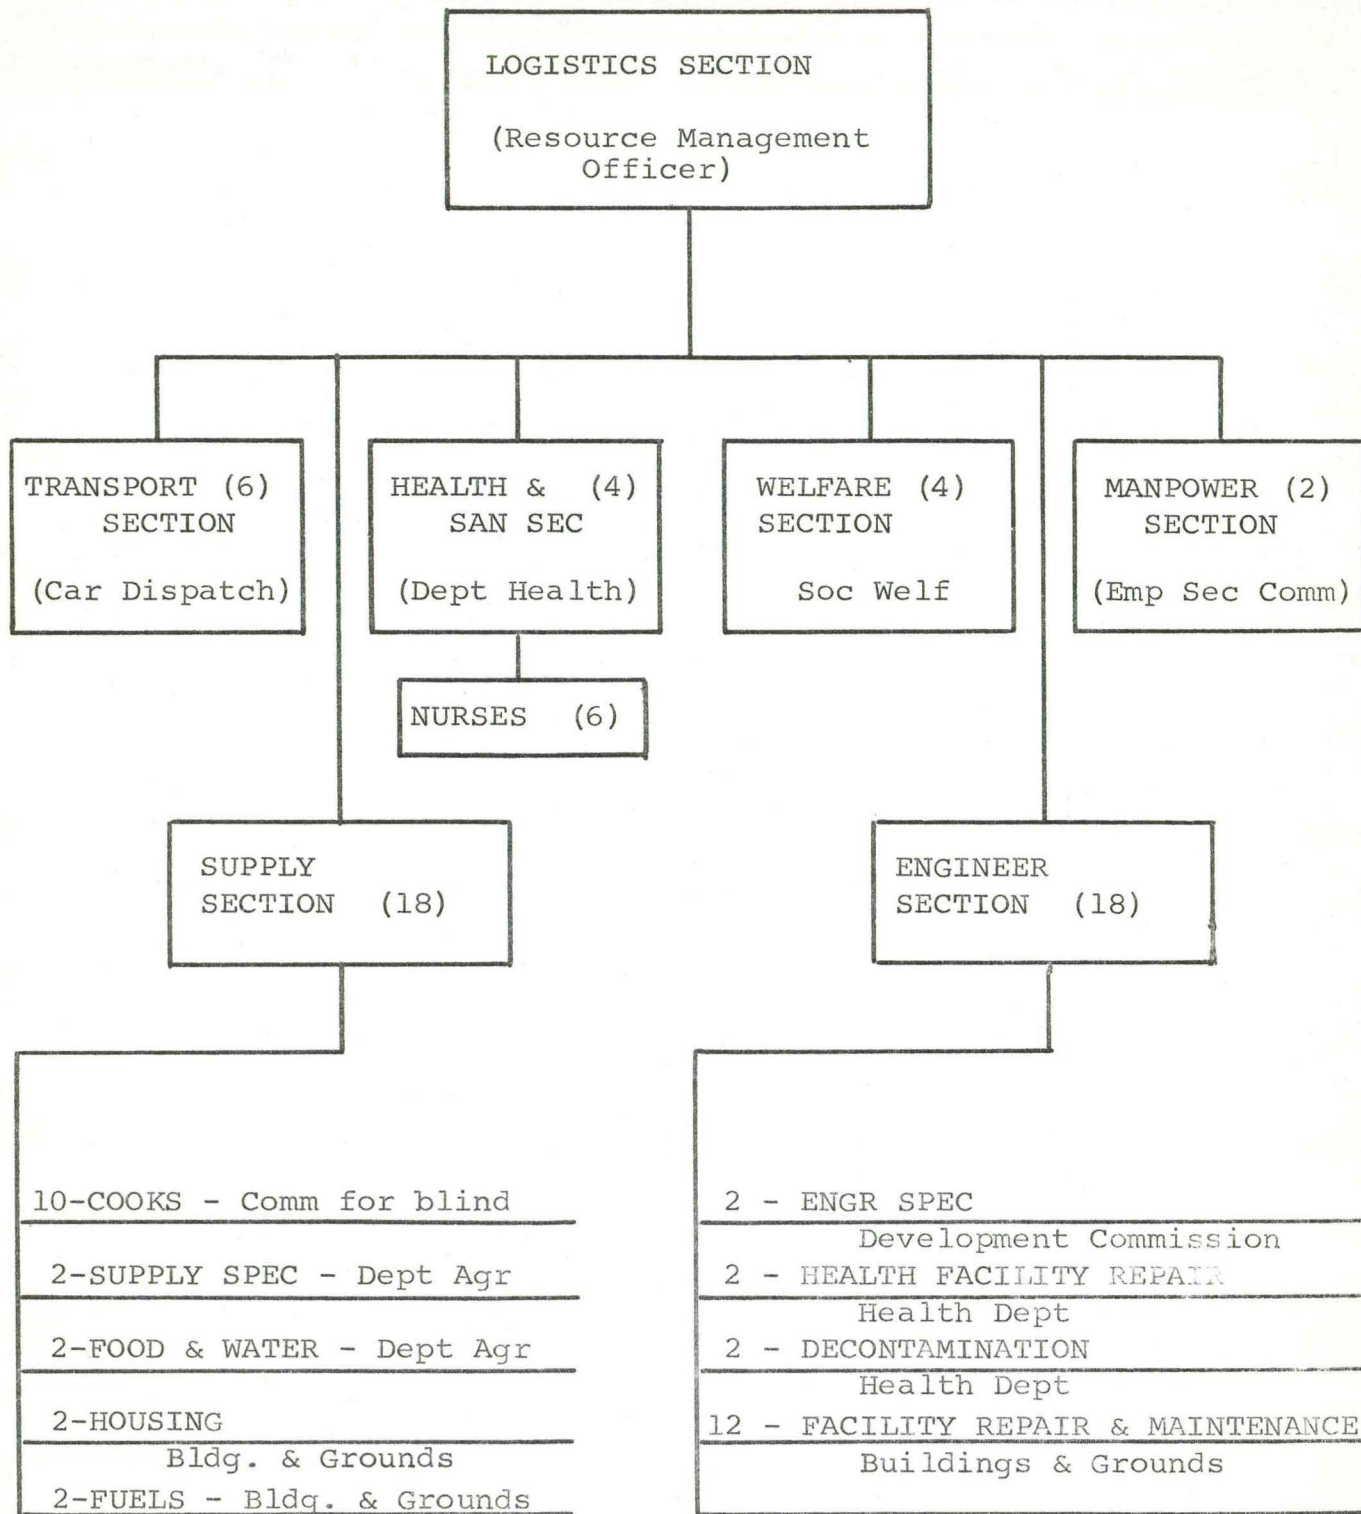 LOGISTICS SECTION
(Resource Management
Officer)
TRANSPORT (6)
SECTION
(Car Dispatch)
HEALTH & (4)
SAN SEC
(Dept Health)
WELFARE (4)
SECTION
Soc Welf
MANPOWER (2)
SECTION
(Emp Sec Comm)
NURSES (6)
SUPPLY
SECTION (18)
ENGINEER
SECTION (18)
10-COOKS - Comm for blind
2-SUPPLY SPEC - Dept Agr
2-FOOD & WATER - Dept Agr
2-HOUSING
Bldg. & Grounds
2-FUELS - Bldg. & Grounds
2 - ENGR SPEC
Development Commission
2 - HEALTH FACILITY REPAIR
Health Dept
2 - DECONTAMINATION
Health Dept
12 - FACILITY REPAIR & MAINTENANCE
Buildings & Grounds